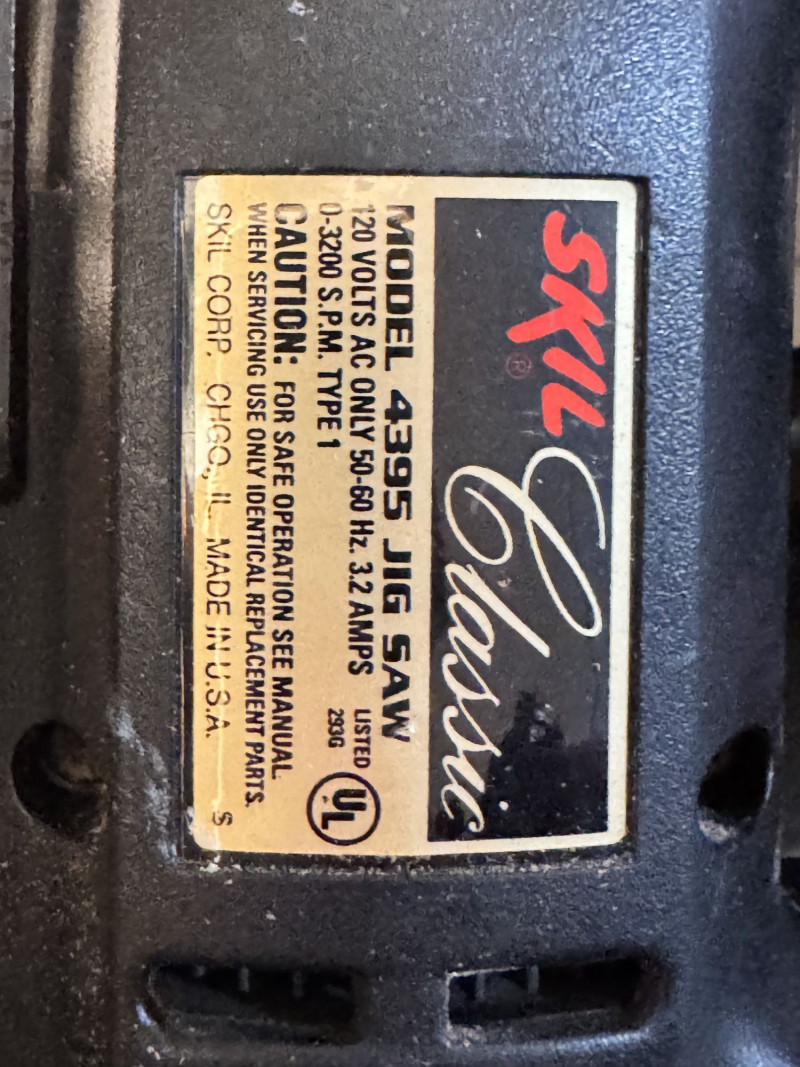 SKIL® Classic
MODEL 4395 JIG SAW
120 VOLTS AC ONLY 50-60 Hz. 3.2 AMPS
0-3200 S.P.M. TYPE 1
LISTED
293G
UL
CAUTION: FOR SAFE OPERATION SEE MANUAL.
WHEN SERVICING USE ONLY IDENTICAL REPLACEMENT PARTS.
SKIL CORP. CHGO., IL MADE IN U.S.A. S